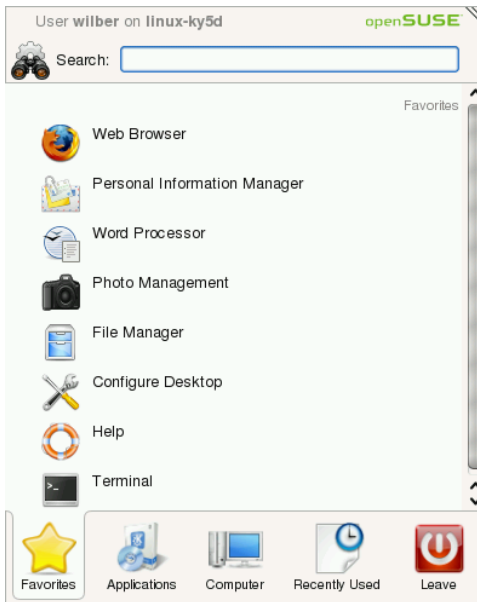 User wilber on linux-ky5d
openSUSE
Search:
Favorites
Web Browser
Personal Information Manager
Word Processor
Photo Management
File Manager
Configure Desktop
Help
Terminal
Favorites
Applications
Computer
Recently Used
Leave